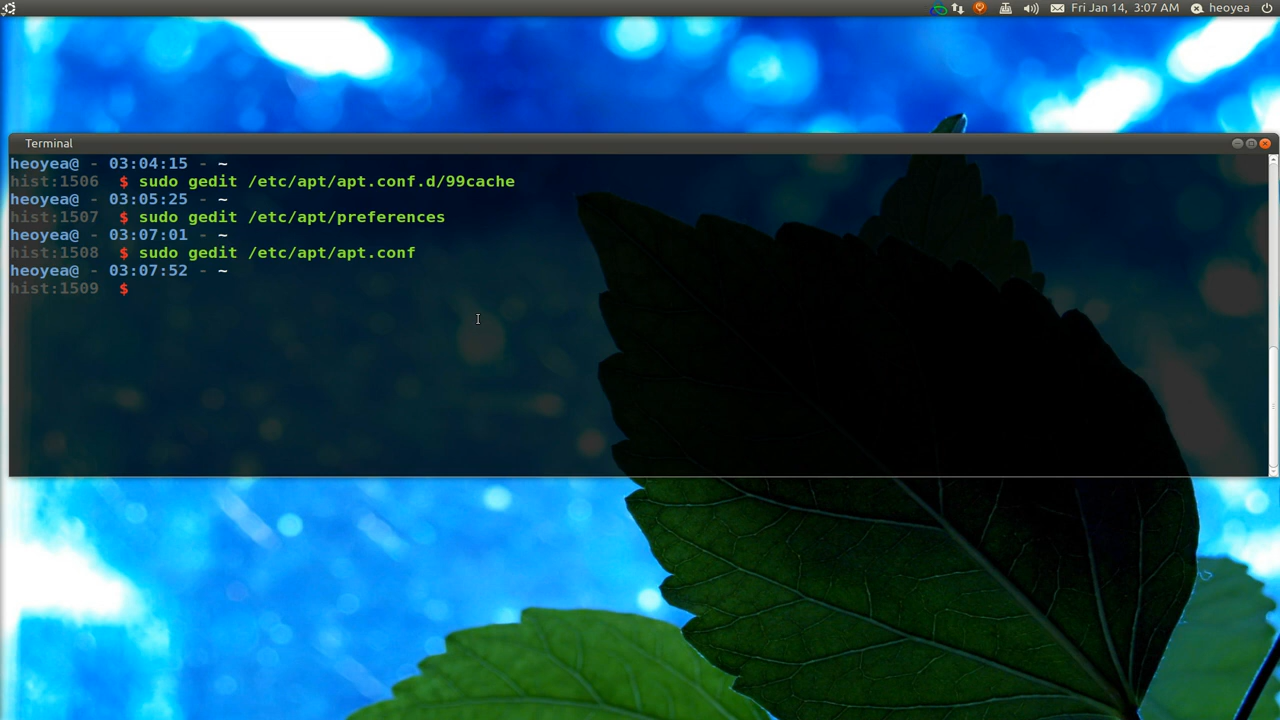 Fri Jan 14, 3:07 AM heoyea
Terminal
heoyea@ - 03:04:15 - ~
hist:1506 $ sudo gedit /etc/apt/apt.conf.d/99cache
heoyea@ - 03:05:25 - ~
hist:1507 $ sudo gedit /etc/apt/preferences
heoyea@ - 03:07:01 - ~
hist:1508 $ sudo gedit /etc/apt/apt.conf
heoyea@ - 03:07:52 - ~
hist:1509 $